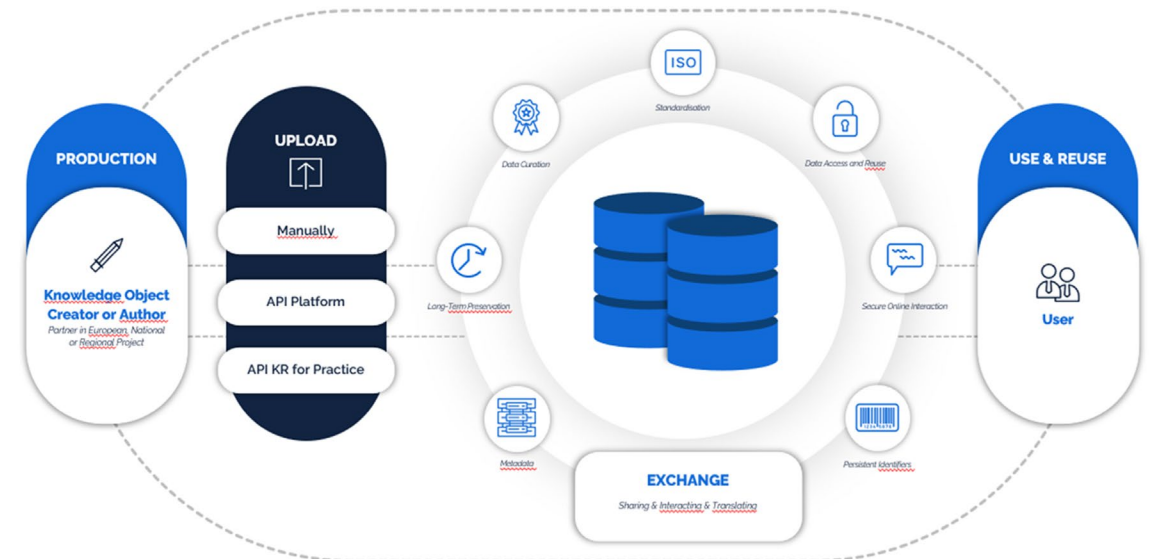 PRODUCTION
Knowledge Object
Creator or Author
Partner in European, National
or Regional Project
UPLOAD
Manually
API Platform
API KR for Practice
ISO
Standardisation
Data Curation
Data Access and Reuse
Long-Term Preservation
Secure Online Interaction
Metadata
Persistent Identifiers
EXCHANGE
Sharing & Interacting & Translating
USE & REUSE
User